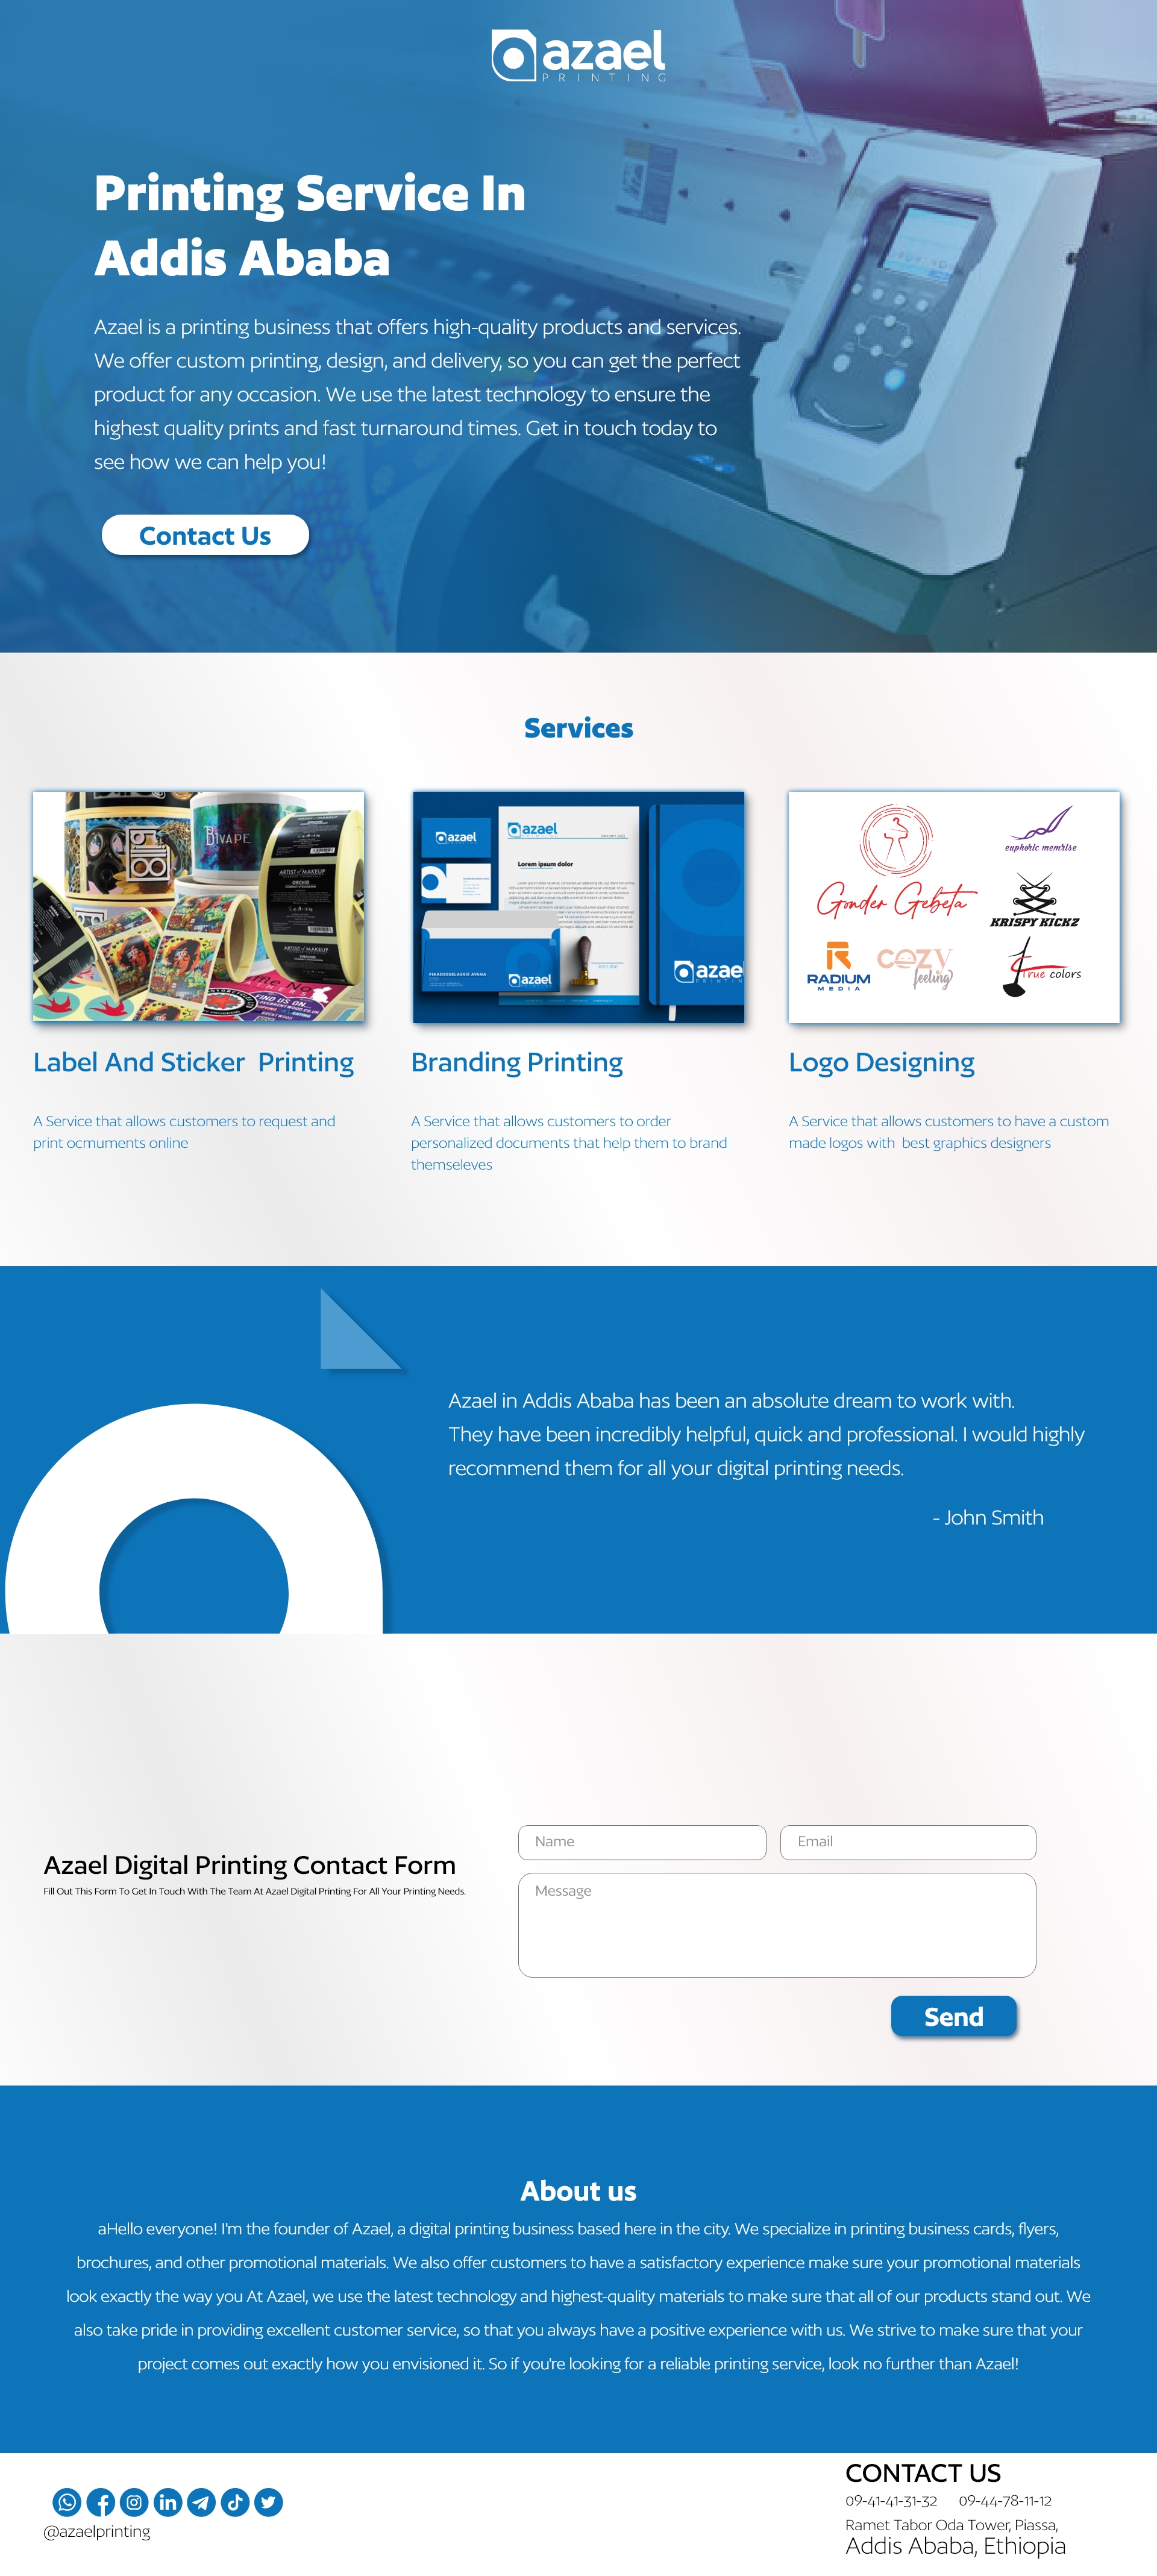 azael
PRINTING
Printing Service In
Addis Ababa
Azael is a printing business that offers high-quality products and services.
We offer custom printing, design, and delivery, so you can get the perfect
product for any occasion. We use the latest technology to ensure the
highest quality prints and fast turnaround times. Get in touch today to
see how we can help you!
Contact Us
Services
BIVAPE
ARTIST of MAKEUP
ARTIST of MAKEUP
FIND US ON...
azael
azael
Lorem ipsum dolor
FIKADESELASSIE AYANA
azael
azael
PRINTING
Gonder Gebeta
euphoric memrise
KRISPY KICKZ
RADIUM
MEDIA
COZY
feeling
True colors
Label And Sticker  Printing
A Service that allows customers to request and
print ocmuments online
Branding Printing
A Service that allows customers to order
personalized documents that help them to brand
themseleves
Logo Designing
A Service that allows customers to have a custom
made logos with  best graphics designers
Azael in Addis Ababa has been an absolute dream to work with.
They have been incredibly helpful, quick and professional. I would highly
recommend them for all your digital printing needs.
- John Smith
Azael Digital Printing Contact Form
Fill Out This Form To Get In Touch With The Team At Azael Digital Printing For All Your Printing Needs.
Name
Email
Message
Send
About us
aHello everyone! I'm the founder of Azael, a digital printing business based here in the city. We specialize in printing business cards, flyers,
brochures, and other promotional materials. We also offer customers to have a satisfactory experience make sure your promotional materials
look exactly the way you At Azael, we use the latest technology and highest-quality materials to make sure that all of our products stand out. We
also take pride in providing excellent customer service, so that you always have a positive experience with us. We strive to make sure that your
project comes out exactly how you envisioned it. So if you're looking for a reliable printing service, look no further than Azael!
@azaelprinting
CONTACT US
09-41-41-31-32 09-44-78-11-12
Ramet Tabor Oda Tower, Piassa,
Addis Ababa, Ethiopia